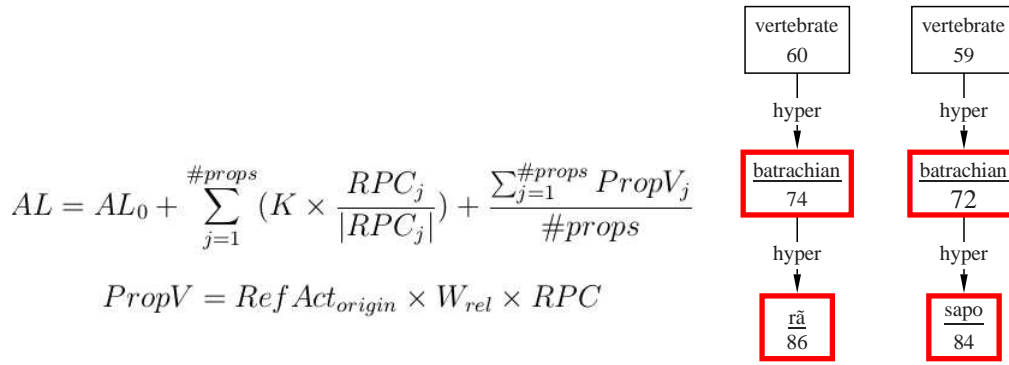 AL = AL_0 + \sum_{j=1}^{\#props} (K \times \frac{RPC_j}{|RPC_j|}) + \frac{\sum_{j=1}^{\#props} PropV_j}{\#props}
PropV = RefAct_{origin} \times W_{rel} \times RPC
vertebrate
60
hyper
batrachian
74
hyper
rã
86
vertebrate
59
hyper
batrachian
72
hyper
sapo
84